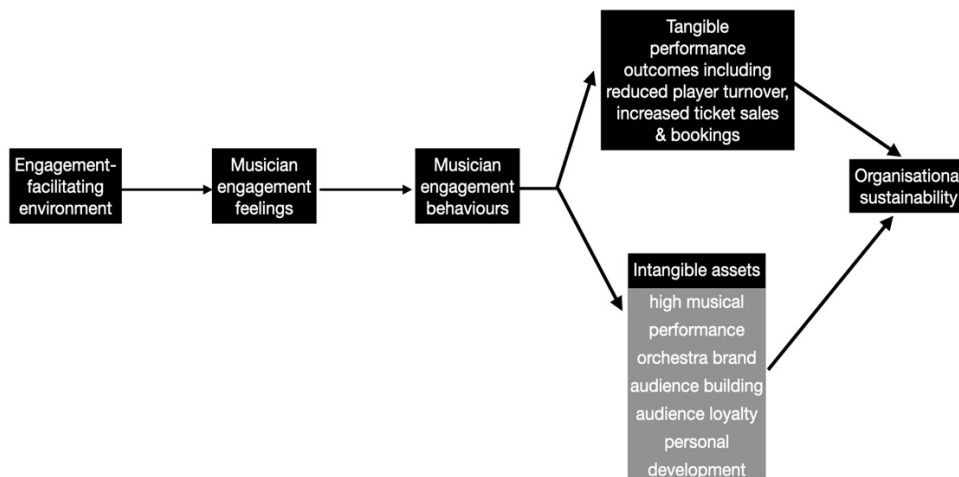 Tangible
performance
outcomes including
reduced player turnover,
increased ticket sales
& bookings
Engagement-
facilitating
environment
Musician
engagement
feelings
Musician
engagement
behaviours
Organisational
sustainability
Intangible assets
high musical
performance
orchestra brand
audience building
audience loyalty
personal
development